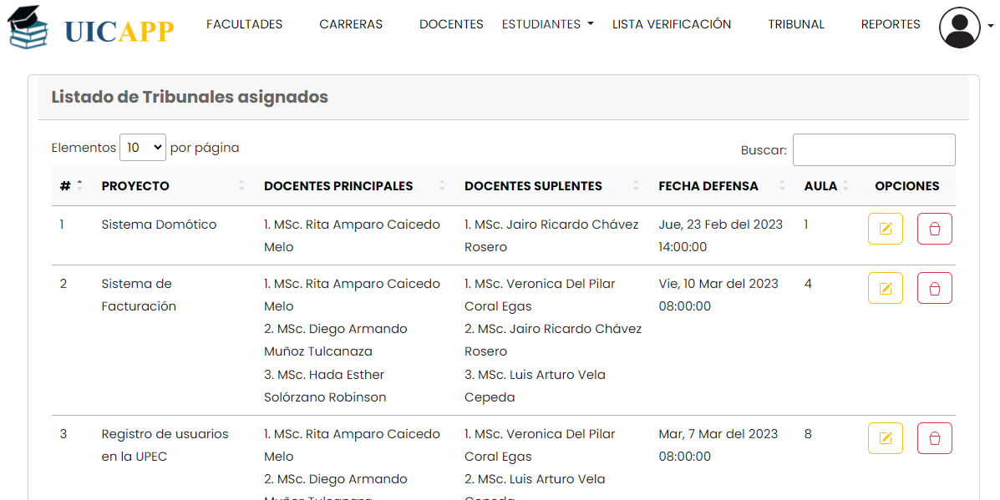 UICAPP
FACULTADES CARRERAS DOCENTES ESTUDIANTES LISTA VERIFICACIÓN TRIBUNAL REPORTES
Listado de Tribunales asignados
Elementos 10 por página
Buscar:
# PROYECTO DOCENTES PRINCIPALES DOCENTES SUPLENTES FECHA DEFENSA AULA OPCIONES
1 Sistema Domótico 1. MSc. Rita Amparo Caicedo 1. MSc. Jairo Ricardo Chávez Jue, 23 Feb del 2023 1
Melo Rosero 14:00:00
2 Sistema de 1. MSc. Rita Amparo Caicedo 1. MSc. Veronica Del Pilar Vie, 10 Mar del 2023 4
Facturación Melo Coral Egas 08:00:00
2. MSc. Diego Armando 2. MSc. Jairo Ricardo Chávez
Muñoz Tulcanaza Rosero
3. MSc. Hada Esther 3. MSc. Luis Arturo Vela
Solórzano Robinson Cepeda
3 Registro de usuarios 1. MSc. Rita Amparo Caicedo 1. MSc. Veronica Del Pilar Mar, 7 Mar del 2023 8
en la UPEC Melo Coral Egas 08:00:00
2. MSc. Diego Armando 2. MSc. Luis Arturo Vela